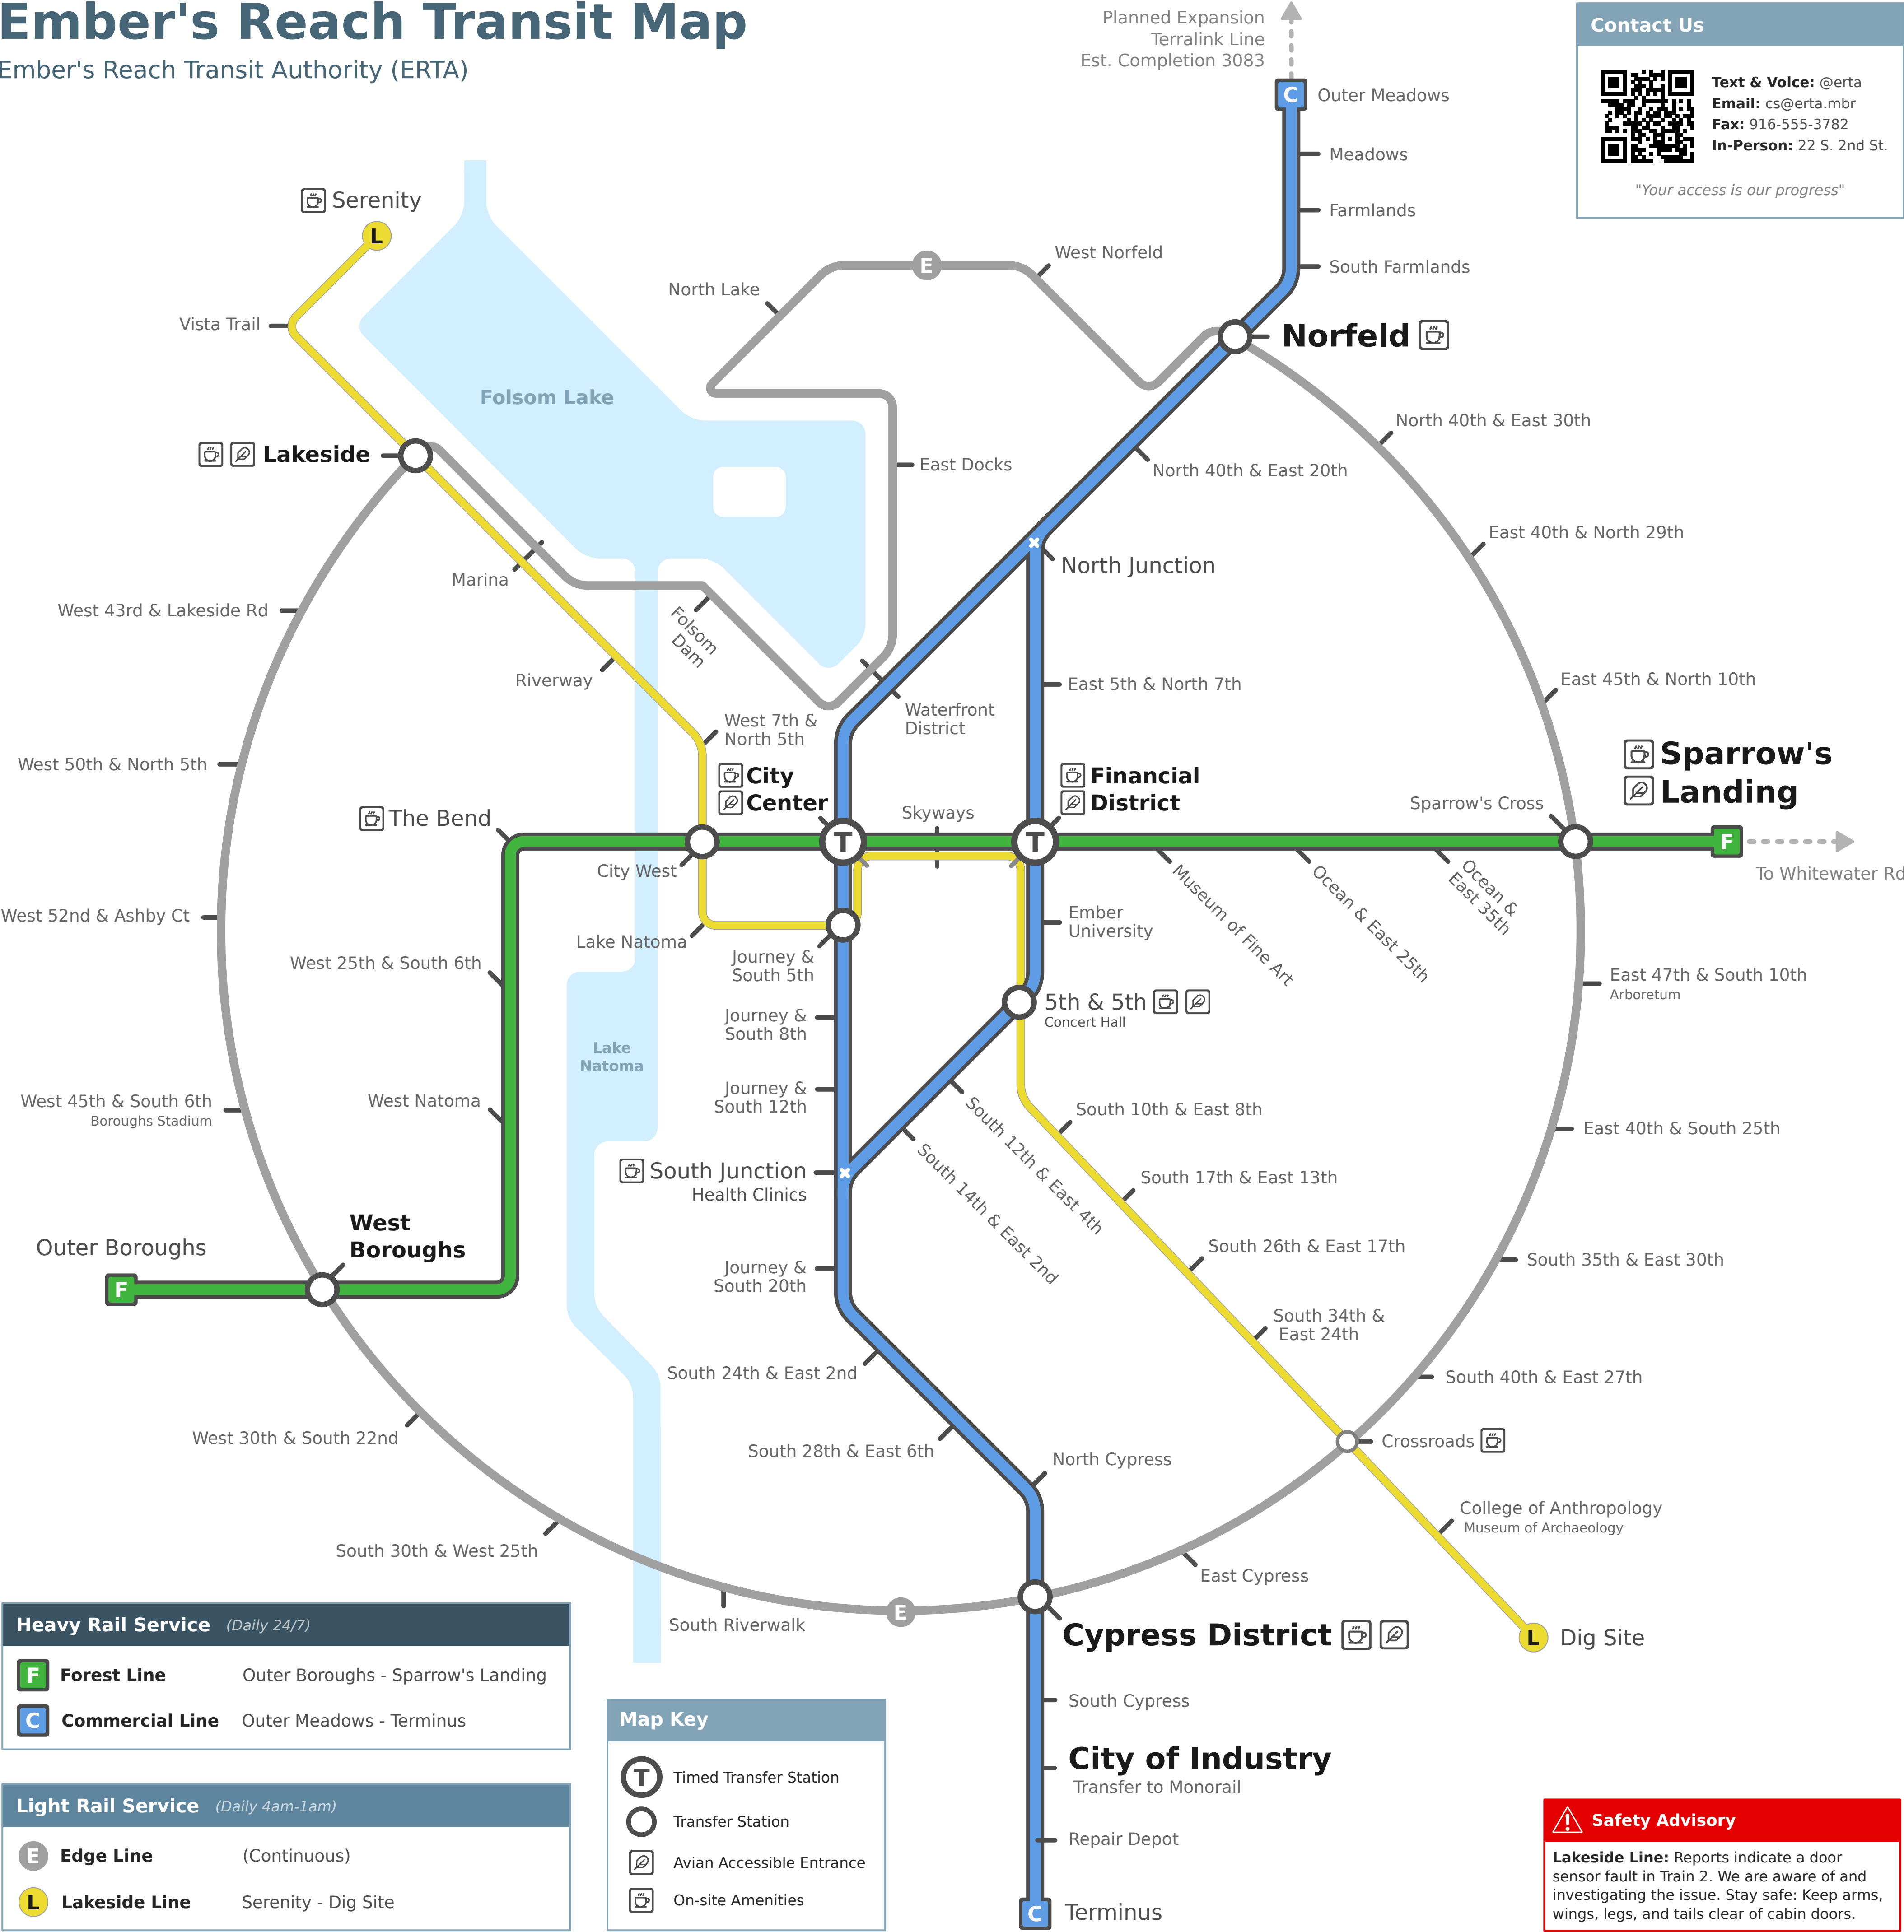 Ember's Reach Transit Map
Ember's Reach Transit Authority (ERTA)
Planned Expansion
Terralink Line
Est. Completion 3083
Contact Us
Text & Voice: @erta
Email: cs@erta.mbr
Fax: 916-555-3782
In-Person: 22 S. 2nd St.
"Your access is our progress"
C
Outer Meadows
Meadows
Farmlands
South Farmlands
Serenity
L
Vista Trail
North Lake
E
West Norfeld
Norfeld
Folsom Lake
Lakeside
East Docks
North 40th & East 30th
North 40th & East 20th
East 40th & North 29th
North Junction
Marina
West 43rd & Lakeside Rd
Folsom
Dam
Riverway
East 5th & North 7th
East 45th & North 10th
West 7th &
North 5th
Waterfront
District
West 50th & North 5th
City
Center
Financial
District
Sparrow's
Landing
The Bend
Skyways
Sparrow's Cross
T
T
F
City West
To Whitewater Rd
Museum of Fine Art
Ocean & East 25th
Ocean &
East 35th
West 52nd & Ashby Ct
Lake Natoma
Ember
University
West 25th & South 6th
Journey &
South 5th
East 47th & South 10th
Arboretum
5th & 5th
Concert Hall
Journey &
South 8th
Lake
Natoma
West 45th & South 6th
Boroughs Stadium
West Natoma
Journey &
South 12th
South 12th & East 4th
South 14th & East 2nd
South 10th & East 8th
East 40th & South 25th
South Junction
Health Clinics
South 17th & East 13th
West
Boroughs
Outer Boroughs
F
Journey &
South 20th
South 26th & East 17th
South 35th & East 30th
South 34th &
East 24th
South 24th & East 2nd
South 40th & East 27th
West 30th & South 22nd
South 28th & East 6th
North Cypress
Crossroads
College of Anthropology
Museum of Archaeology
South 30th & West 25th
East Cypress
South Riverwalk
E
Cypress District
L
Dig Site
South Cypress
City of Industry
Transfer to Monorail
Repair Depot
C
Terminus
Heavy Rail Service (Daily 24/7)
F Forest Line Outer Boroughs - Sparrow's Landing
C Commercial Line Outer Meadows - Terminus
Light Rail Service (Daily 4am-1am)
E Edge Line (Continuous)
L Lakeside Line Serenity - Dig Site
Map Key
T Timed Transfer Station
Transfer Station
Avian Accessible Entrance
On-site Amenities
Safety Advisory
Lakeside Line: Reports indicate a door
sensor fault in Train 2. We are aware of and
investigating the issue. Stay safe: Keep arms,
wings, legs, and tails clear of cabin doors.